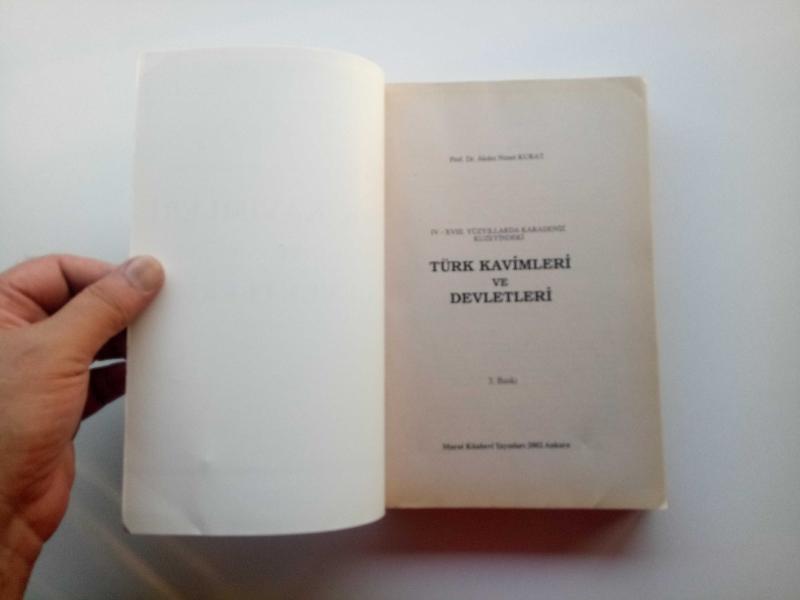 Prof. Dr. Akdes Nimet KURAT
IV - XVIII. YÜZYILLARDA KARADENİZ
KUZEYİNDEKİ
TÜRK KAVİMLERİ
VE
DEVLETLERİ
3. Baskı
Murat Kitabevi Yayınları 2002 Ankara